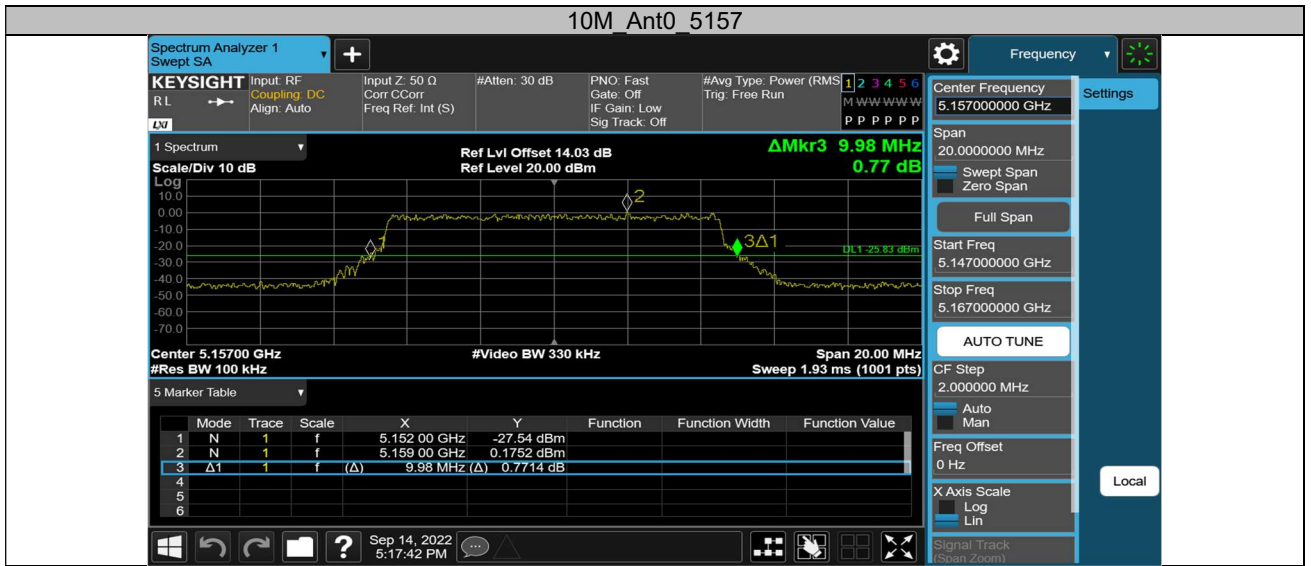 10M_Ant0_5157
Spectrum Analyzer 1
Swept SA
Frequency
KEYSIGHT
RL
LXI
Input: RF
Coupling: DC
Align: Auto
Input Z: 50 Ω
Corr CCorr
Freq Ref: Int (S)
#Atten: 30 dB
PNO: Fast
Gate: Off
IF Gain: Low
Sig Track: Off
#Avg Type: Power (RMS
Trig: Free Run
1 2 3 4 5 6
M W W W W W
P P P P P P
1 Spectrum
Scale/Div 10 dB
Ref Lvl Offset 14.03 dB
Ref Level 20.00 dBm
ΔMkr3 9.98 MHz
0.77 dB
Log
10.0
0.00
-10.0
-20.0
-30.0
-40.0
-50.0
-60.0
-70.0
1
2
3Δ1
DL1 -25.83 dBm
Center 5.15700 GHz
#Video BW 330 kHz
Span 20.00 MHz
#Res BW 100 kHz
Sweep 1.93 ms (1001 pts)
5 Marker Table
Mode Trace Scale X Y Function Function Width Function Value
1 N 1 f 5.152 00 GHz -27.54 dBm
2 N 1 f 5.159 00 GHz 0.1752 dBm
3 Δ1 1 f (Δ) 9.98 MHz (Δ) 0.7714 dB
4
5
6
Sep 14, 2022
5:17:42 PM
Center Frequency
5.157000000 GHz
Settings
Span
20.0000000 MHz
Swept Span
Zero Span
Full Span
Start Freq
5.147000000 GHz
Stop Freq
5.167000000 GHz
AUTO TUNE
CF Step
2.000000 MHz
Auto
Man
Freq Offset
0 Hz
X Axis Scale
Log
Lin
Local
Signal Track
(Span Zoom)